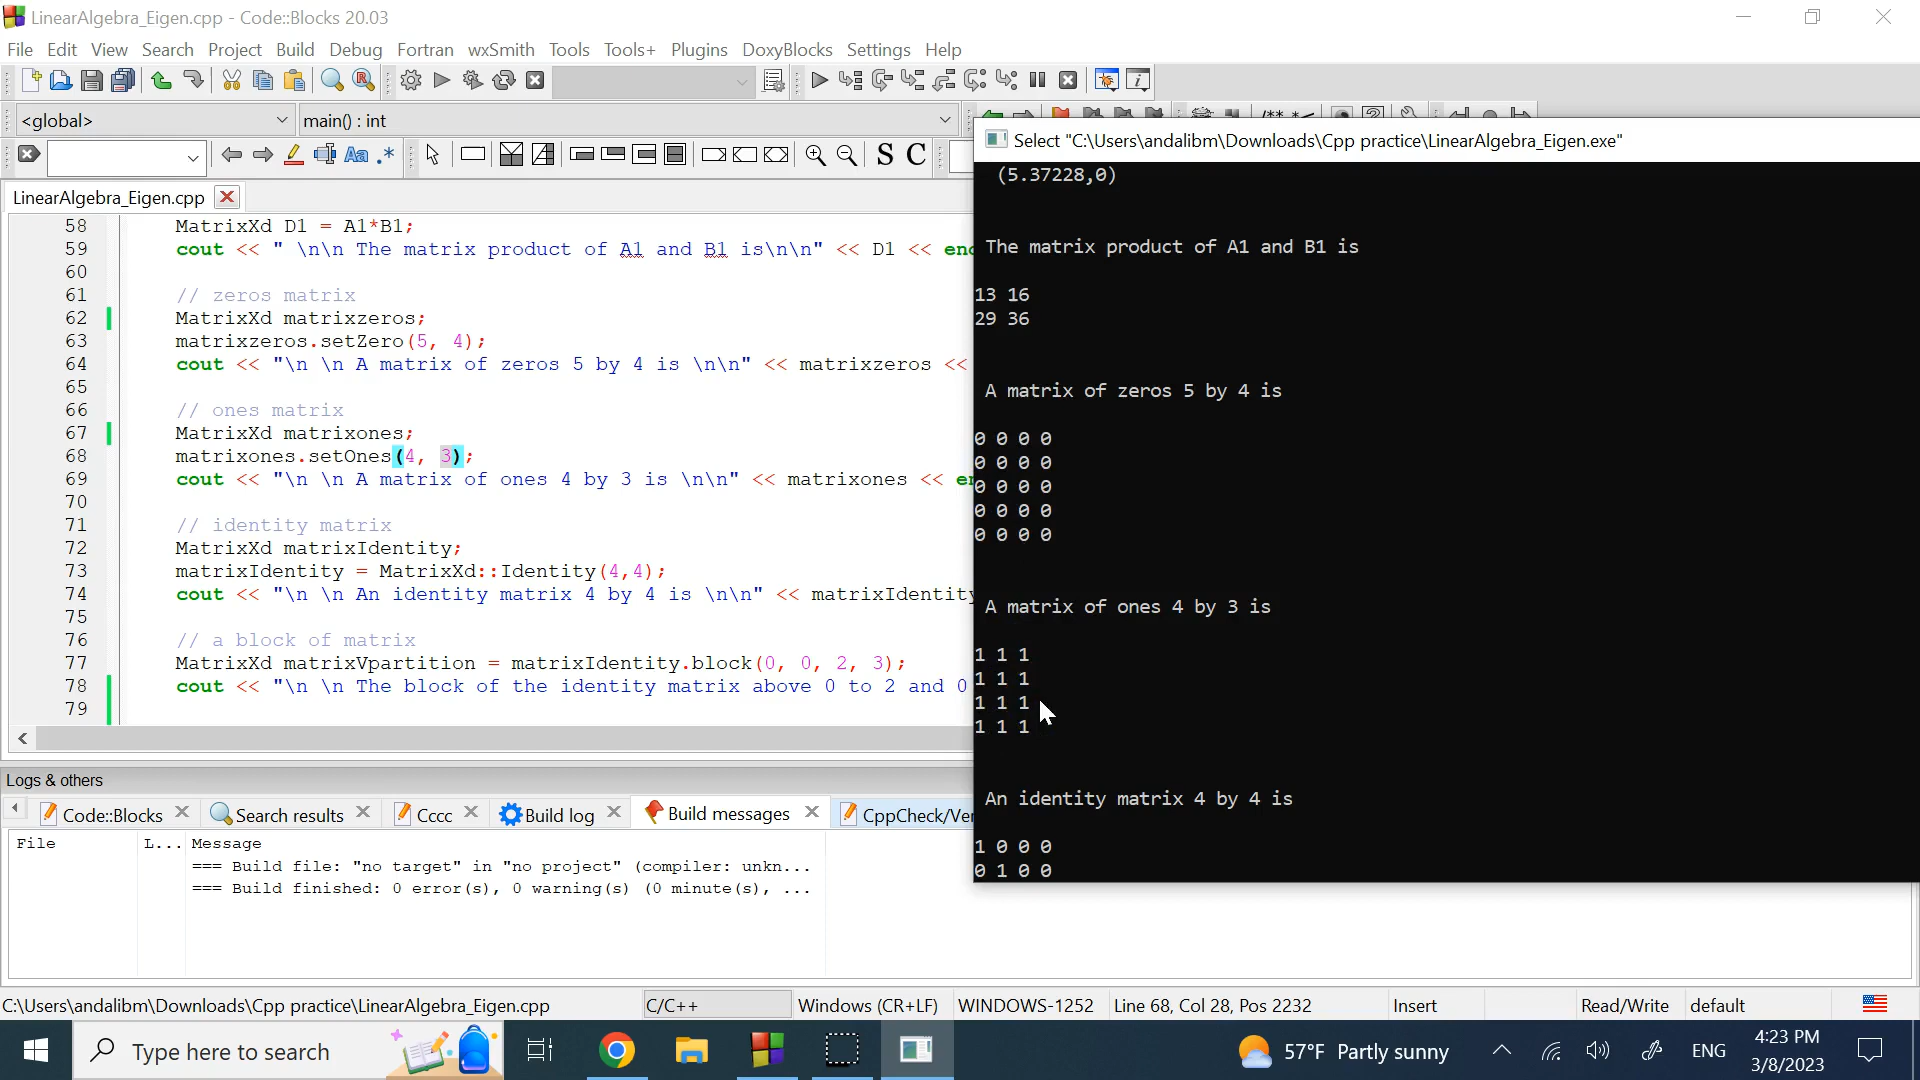 LinearAlgebra_Eigen.cpp - Code::Blocks 20.03
File Edit View Search Project Build Debug Fortran wxSmith Tools Tools+ Plugins DoxyBlocks Settings Help
<global>
main() : int
Aa .*
S C
LinearAlgebra_Eigen.cpp
58 MatrixXd D1 = A1*B1;
59 cout << " \n\n The matrix product of A1 and B1 is\n\n" << D1 << en
60
61 // zeros matrix
62 MatrixXd matrixzeros;
63 matrixzeros.setZero(5, 4);
64 cout << "\n \n A matrix of zeros 5 by 4 is \n\n" << matrixzeros <<
65
66 // ones matrix
67 MatrixXd matrixones;
68 matrixones.setOnes(4, 3);
69 cout << "\n \n A matrix of ones 4 by 3 is \n\n" << matrixones << e
70
71 // identity matrix
72 MatrixXd matrixIdentity;
73 matrixIdentity = MatrixXd::Identity(4,4);
74 cout << "\n \n An identity matrix 4 by 4 is \n\n" << matrixIdentity
75
76 // a block of matrix
77 MatrixXd matrixVpartition = matrixIdentity.block(0, 0, 2, 3);
78 cout << "\n \n The block of the identity matrix above 0 to 2 and 0
79
Select "C:\Users\andalibm\Downloads\Cpp practice\LinearAlgebra_Eigen.exe"
(5.37228,0)
The matrix product of A1 and B1 is
13 16
29 36
A matrix of zeros 5 by 4 is
0 0 0 0
0 0 0 0
0 0 0 0
0 0 0 0
0 0 0 0
A matrix of ones 4 by 3 is
1 1 1
1 1 1
1 1 1
1 1 1
An identity matrix 4 by 4 is
1 0 0 0
0 1 0 0
Logs & others
Code::Blocks Search results Cccc Build log Build messages CppCheck/Ver
File L... Message
=== Build file: "no target" in "no project" (compiler: unkn...
=== Build finished: 0 error(s), 0 warning(s) (0 minute(s), ...
C:\Users\andalibm\Downloads\Cpp practice\LinearAlgebra_Eigen.cpp C/C++ Windows (CR+LF) WINDOWS-1252 Line 68, Col 28, Pos 2232 Insert Read/Write default
Type here to search
57°F Partly sunny
ENG
4:23 PM
3/8/2023